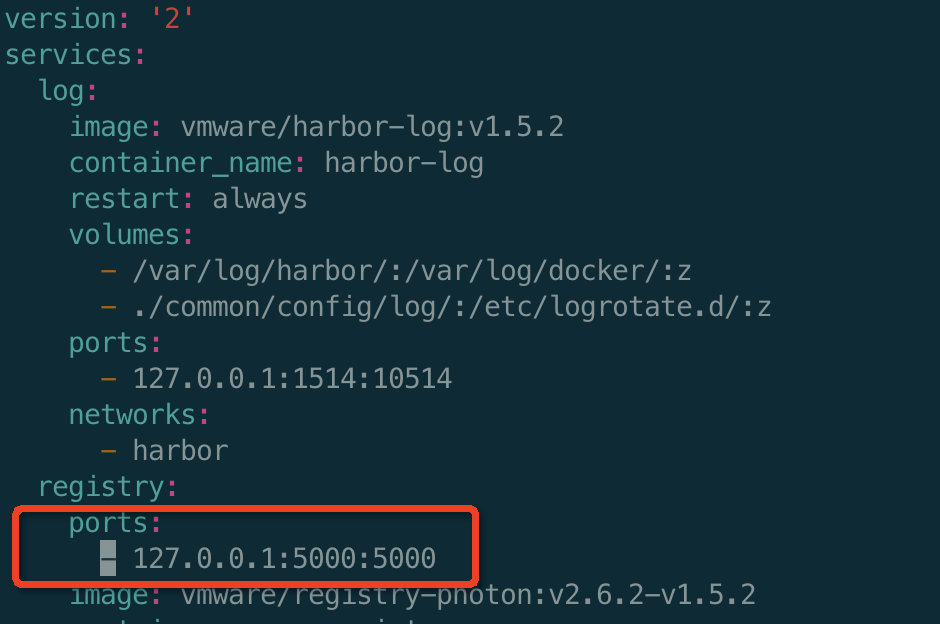 version: '2'
services:
  log:
    image: vmware/harbor-log:v1.5.2
    container_name: harbor-log
    restart: always
    volumes:
      - /var/log/harbor/:/var/log/docker/:z
      - ./common/config/log/:/etc/logrotate.d/:z
    ports:
      - 127.0.0.1:1514:10514
    networks:
      - harbor
  registry:
    ports:
      - 127.0.0.1:5000:5000
    image: vmware/registry-photon:v2.6.2-v1.5.2